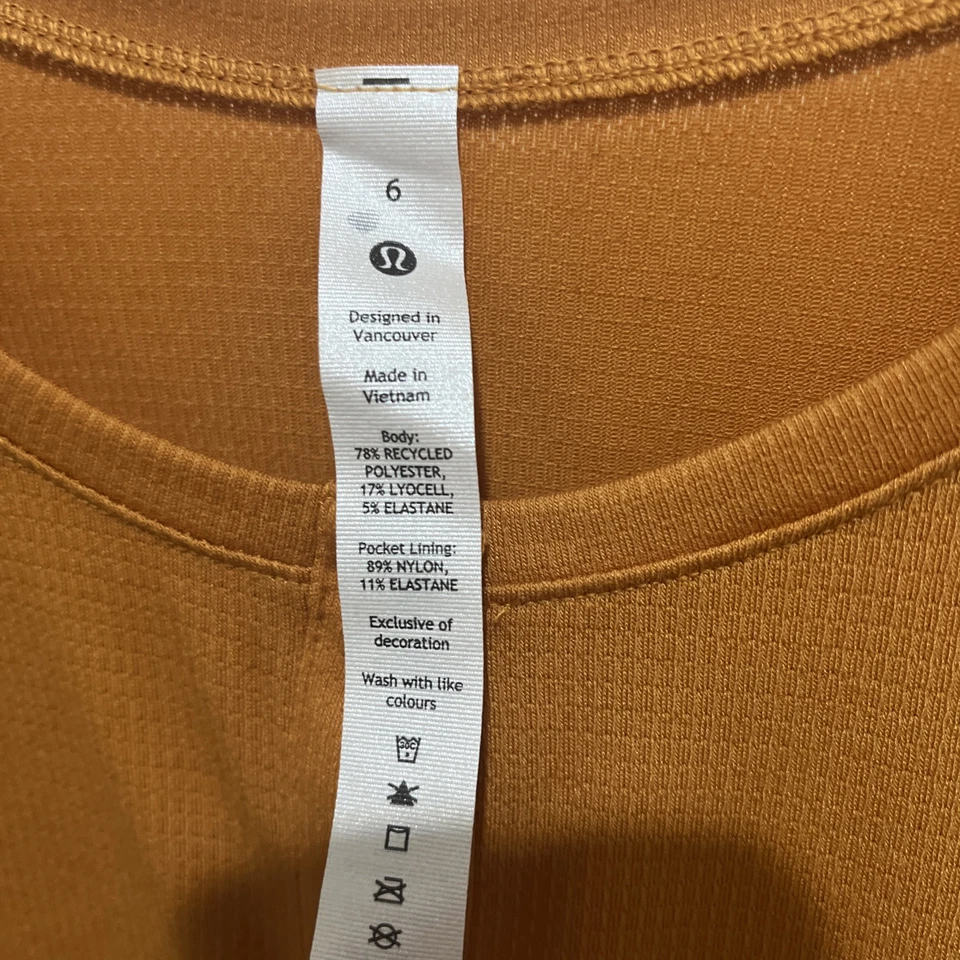 6
Designed in
Vancouver
Made in
Vietnam
Body:
78% RECYCLED
POLYESTER,
17% LYOCELL,
5% ELASTANE
Pocket Lining:
89% NYLON,
11% ELASTANE
Exclusive of
decoration
Wash with like
colours
30C